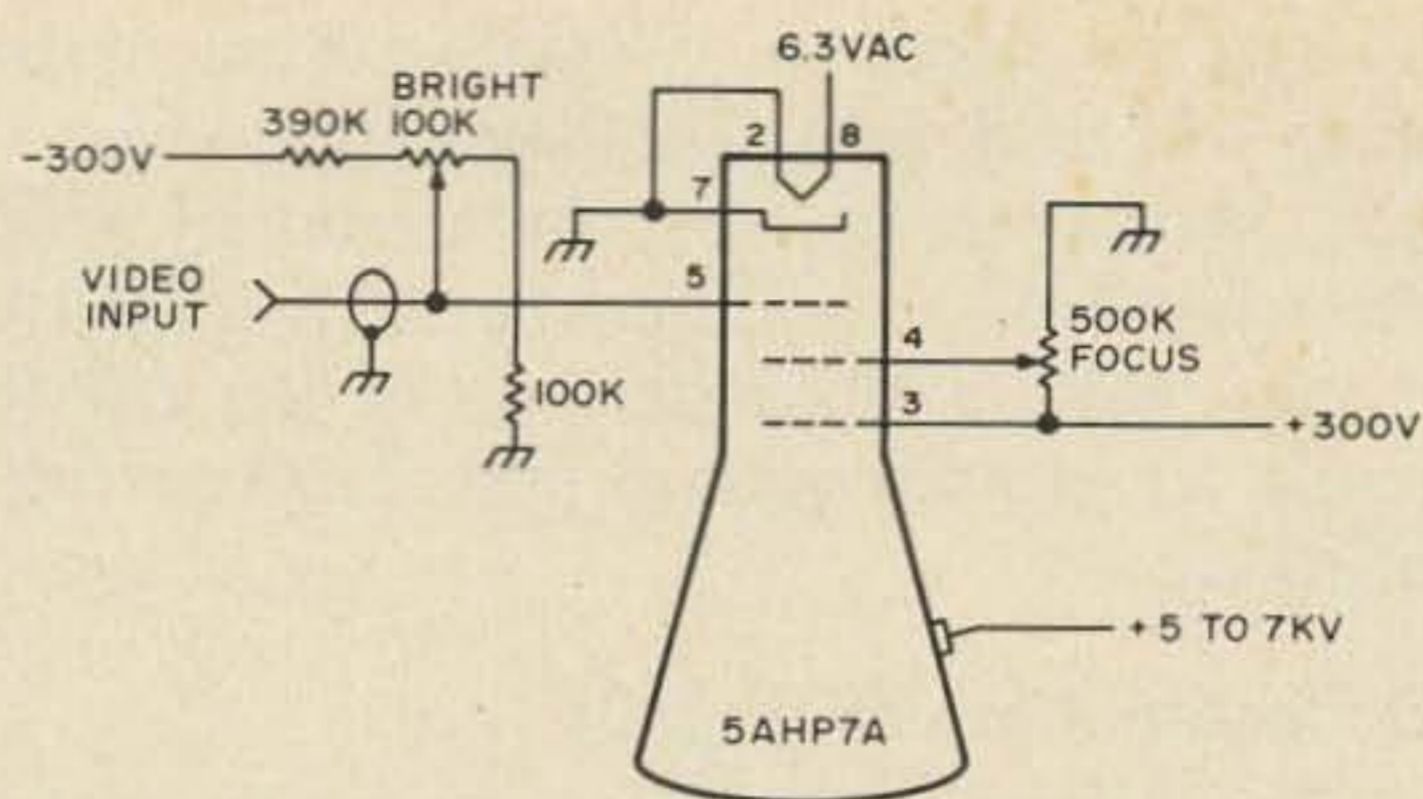 6.3VAC
BRIGHT
390K 100K
-300V
2 8
7
VIDEO
INPUT
5
500K
FOCUS
4
3
100K
+300V
+5 TO 7KV
5AHP7A